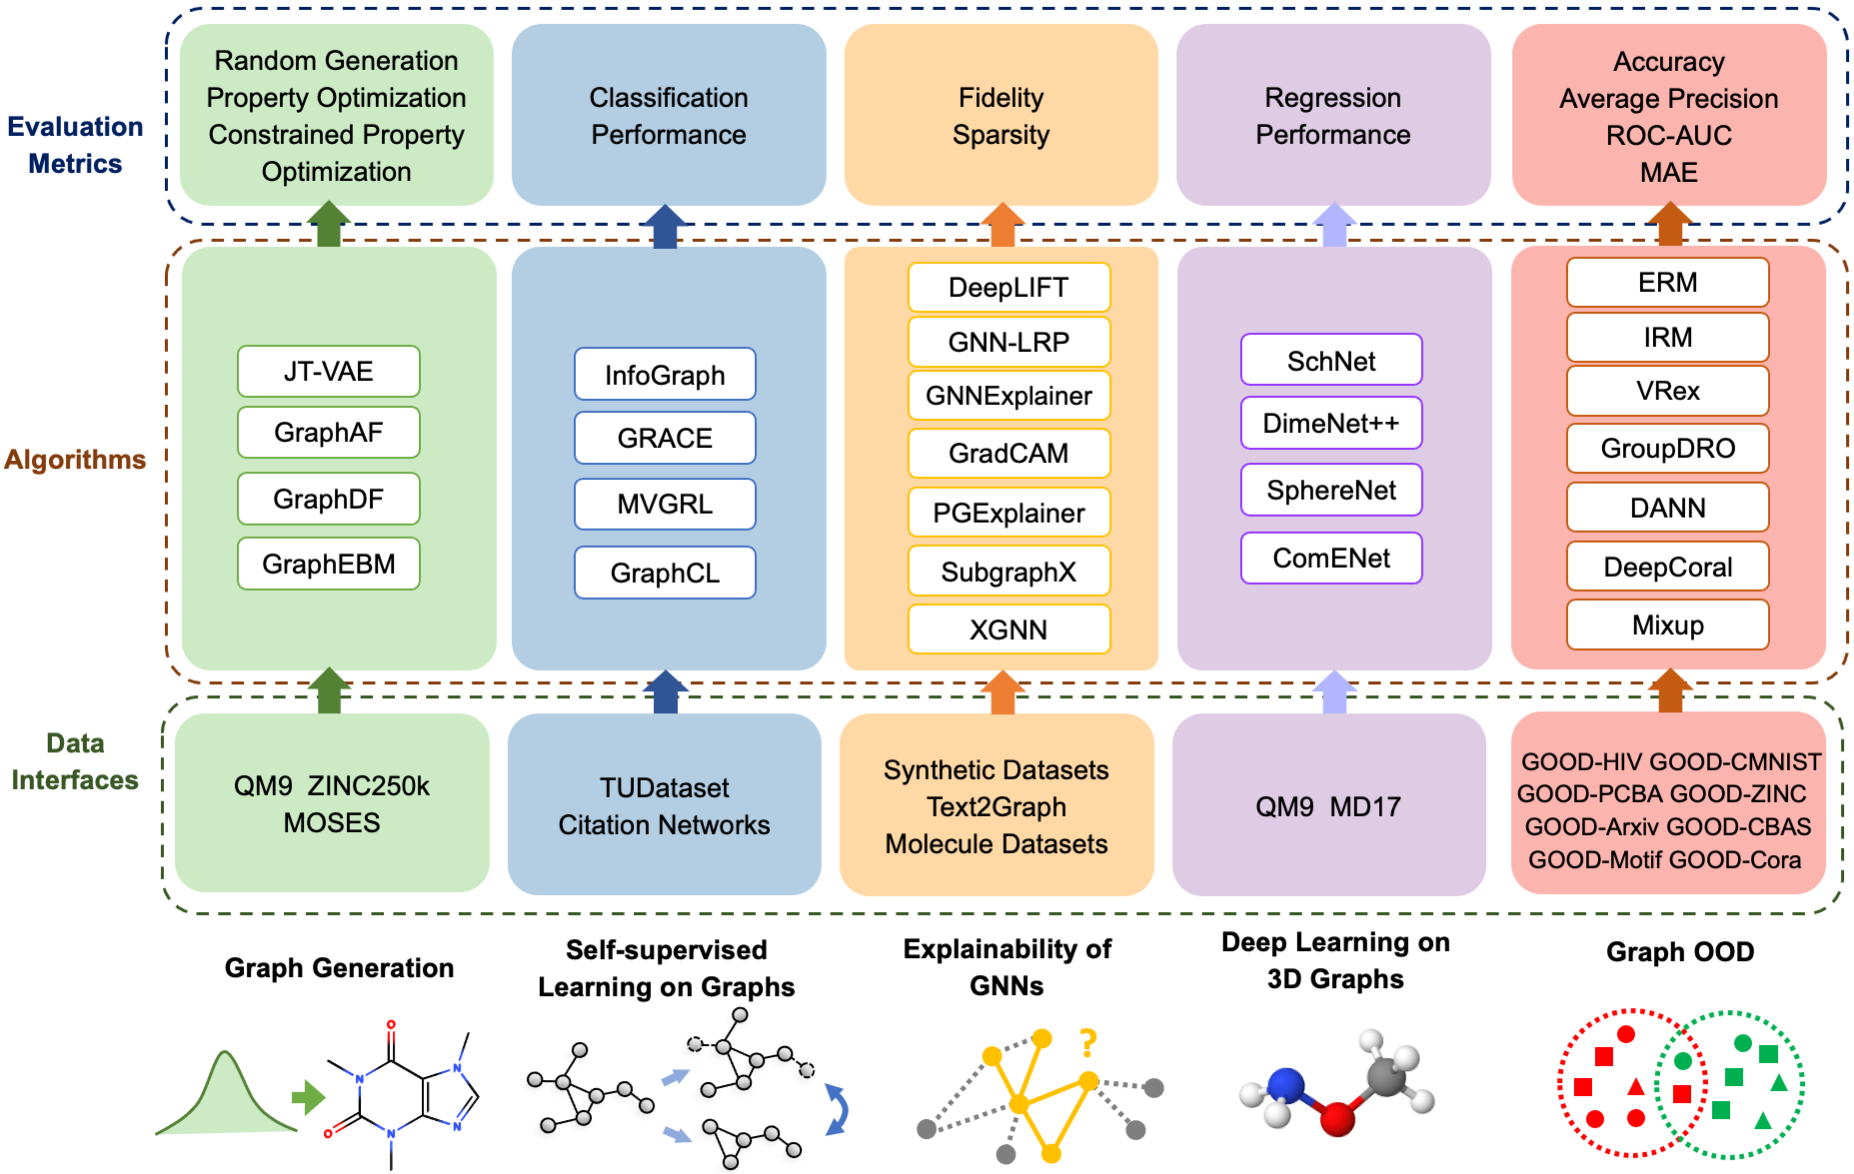 Evaluation
Metrics
Random Generation
Property Optimization
Constrained Property
Optimization
Classification
Performance
Fidelity
Sparsity
Regression
Performance
Accuracy
Average Precision
ROC-AUC
MAE
Algorithms
JT-VAE
GraphAF
GraphDF
GraphEBM
InfoGraph
GRACE
MVGRL
GraphCL
DeepLIFT
GNN-LRP
GNNExplainer
GradCAM
PGExplainer
SubgraphX
XGNN
SchNet
DimeNet++
SphereNet
ComENet
ERM
IRM
VRex
GroupDRO
DANN
DeepCoral
Mixup
Data
Interfaces
QM9 ZINC250k
MOSES
TUDataset
Citation Networks
Synthetic Datasets
Text2Graph
Molecule Datasets
QM9 MD17
GOOD-HIV GOOD-CMNIST
GOOD-PCBA GOOD-ZINC
GOOD-Arxiv GOOD-CBAS
GOOD-Motif GOOD-Cora
Graph Generation
Self-supervised
Learning on Graphs
Explainability of
GNNs
Deep Learning on
3D Graphs
Graph OOD
O
N
N
O
N
N
?